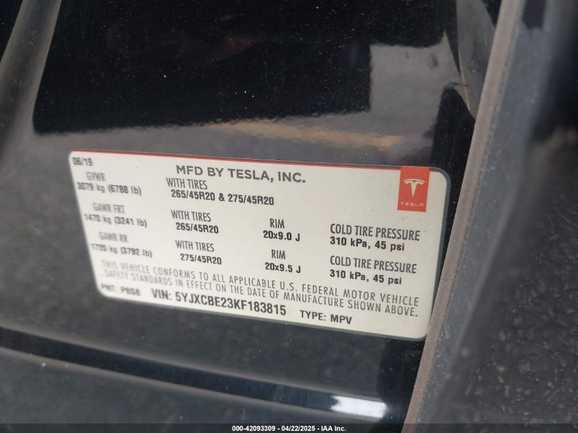 06/19 MFD BY TESLA, INC.
GVWR WITH TIRES
3079 kg (6788 lb) 265/45R20 & 275/45R20
TESLA
GAWR FRT WITH TIRES RIM COLD TIRE PRESSURE
1470 kg (3241 lb) 265/45R20 20x9.0 J 310 kPa, 45 psi
GAWR RR WITH TIRES RIM COLD TIRE PRESSURE
1720 kg (3792 lb) 275/45R20 20x9.5 J 310 kPa, 45 psi
THIS VEHICLE CONFORMS TO ALL APPLICABLE U.S. FEDERAL MOTOR VEHICLE
SAFETY STANDARDS IN EFFECT ON THE DATE OF MANUFACTURE SHOWN ABOVE.
PNT: PBSB VIN: 5YJXCBE23KF183815 TYPE: MPV
000-42093309 - 04/22/2025 - IAA Inc.